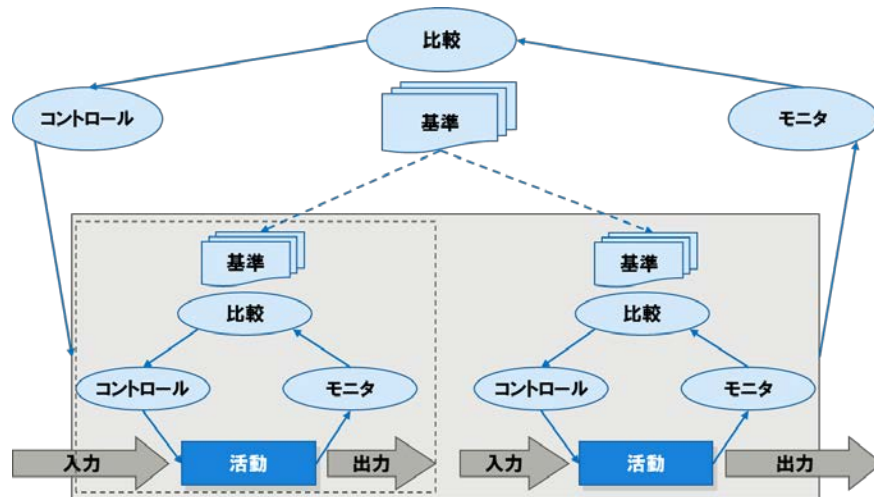 比較
コントロール
基準
モニタ
基準
基準
比較
比較
コントロール
モニタ
コントロール
モニタ
入力
活動
出力
入力
活動
出力